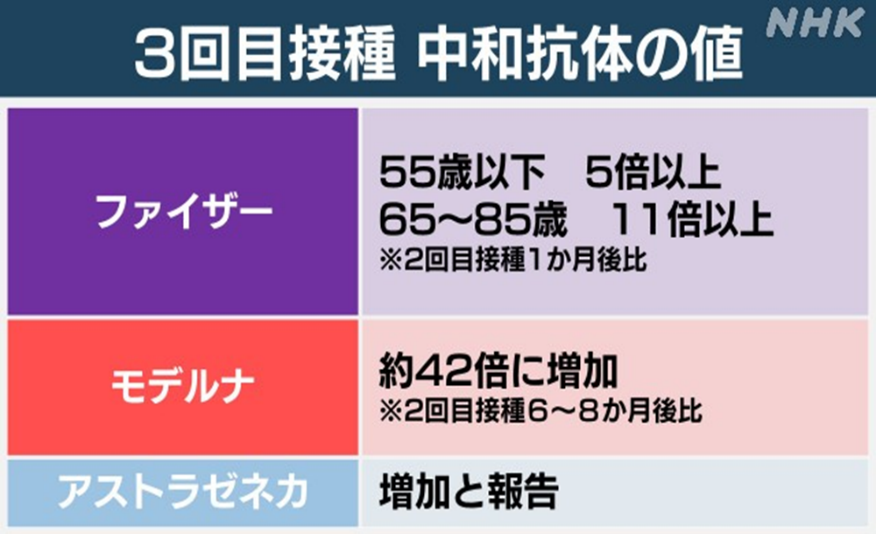 NHK
3回目接種 中和抗体の値
ファイザー
55歳以下 5倍以上
65～85歳 11倍以上
※2回目接種1か月後比
モデルナ
約42倍に増加
※2回目接種6～8か月後比
アストラゼネカ
増加と報告